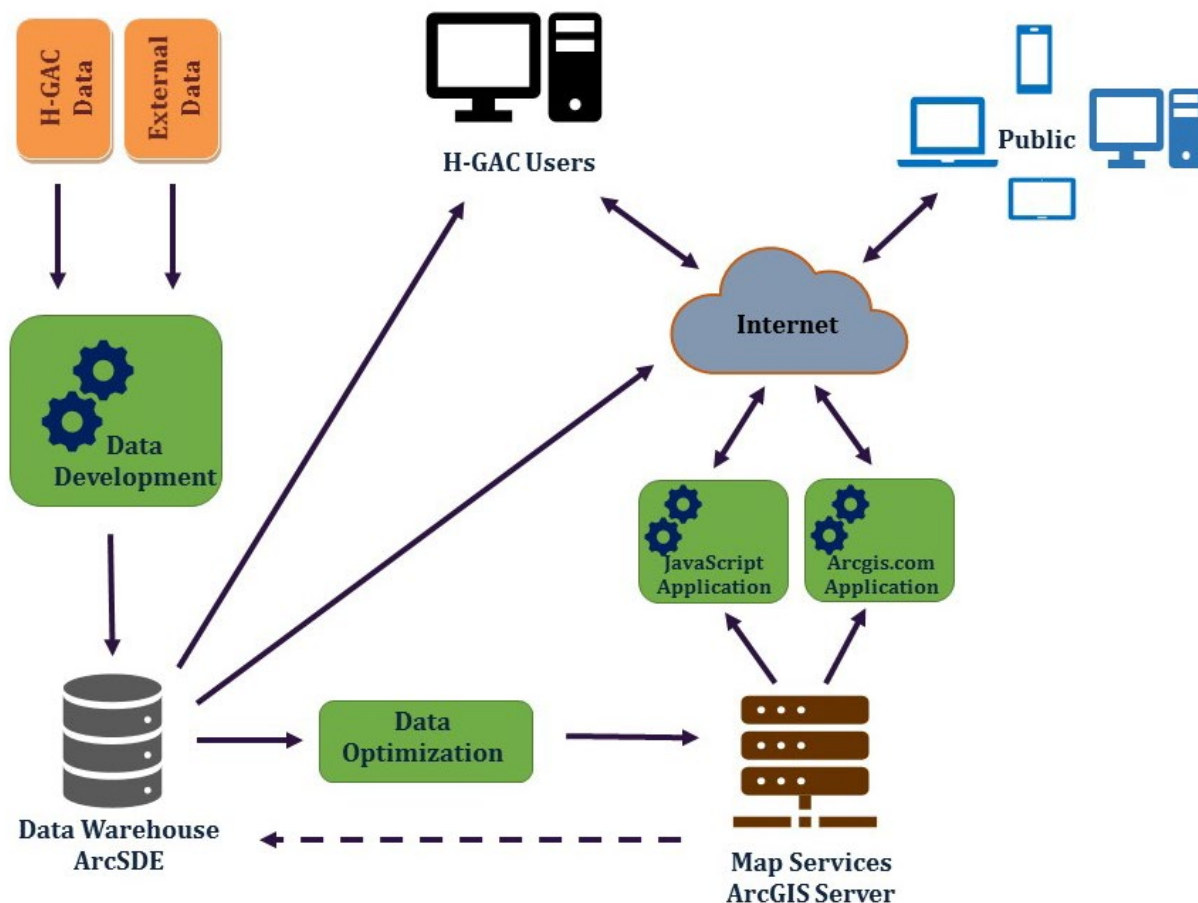 H-GAC
Data
External
Data
H-GAC Users
Public
Internet
Data
Development
JavaScript
Application
Arcgis.com
Application
Data
Optimization
Data Warehouse
ArcSDE
Map Services
ArcGIS Server